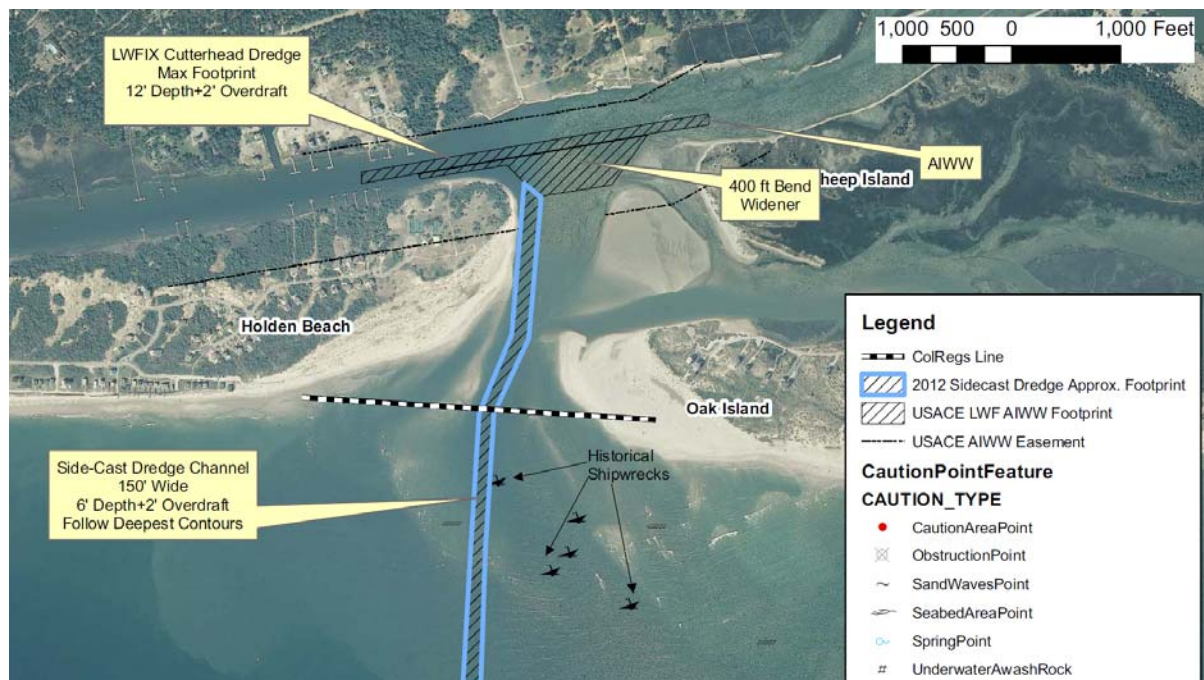 1,000 500 0 1,000 Feet
LWFIX Cutterhead Dredge
Max Footprint
12' Depth+2' Overdraft
AIWW
400 ft Bend
Widener
heep Island
Holden Beach
Oak Island
Historical
Shipwrecks
Side-Cast Dredge Channel
150' Wide
6' Depth+2' Overdraft
Follow Deepest Contours
Legend
ColRegs Line
2012 Sidecast Dredge Approx. Footprint
USACE LWF AIWW Footprint
USACE AIWW Easement
CautionPointFeature
CAUTION_TYPE
CautionAreaPoint
ObstructionPoint
SandWavesPoint
SeabedAreaPoint
SpringPoint
UnderwaterAwashRock